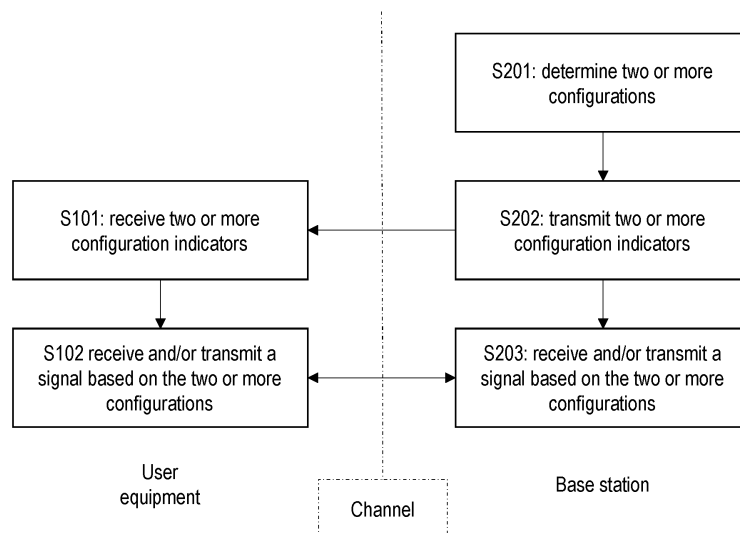 S201: determine two or more
configurations
S101: receive two or more
configuration indicators
S202: transmit two or more
configuration indicators
S102 receive and/or transmit a
signal based on the two or more
configurations
S203: receive and/or transmit a
signal based on the two or more
configurations
User
equipment
Channel
Base station